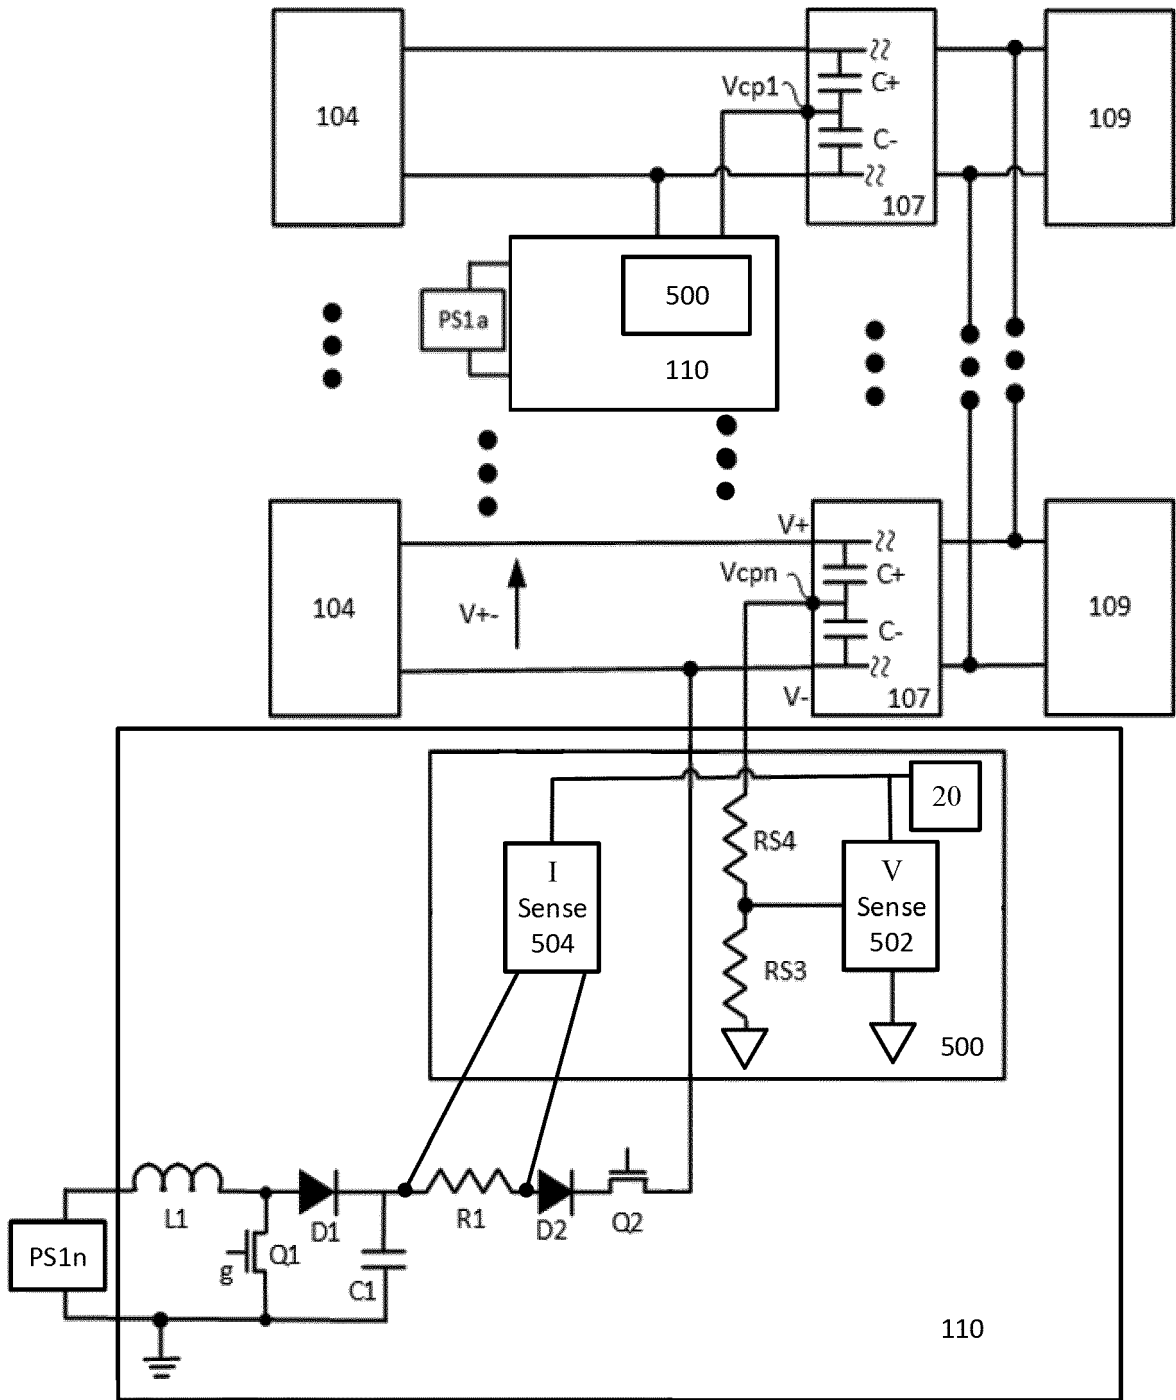 104
Vcp1
C+
C-
107
109
PS1a
500
110
104
V+-
V+
Vcpn
C+
C-
V-
107
109
20
RS4
I
Sense
504
V
Sense
502
RS3
500
L1
D1
R1
D2
Q2
PS1n
g
Q1
C1
110